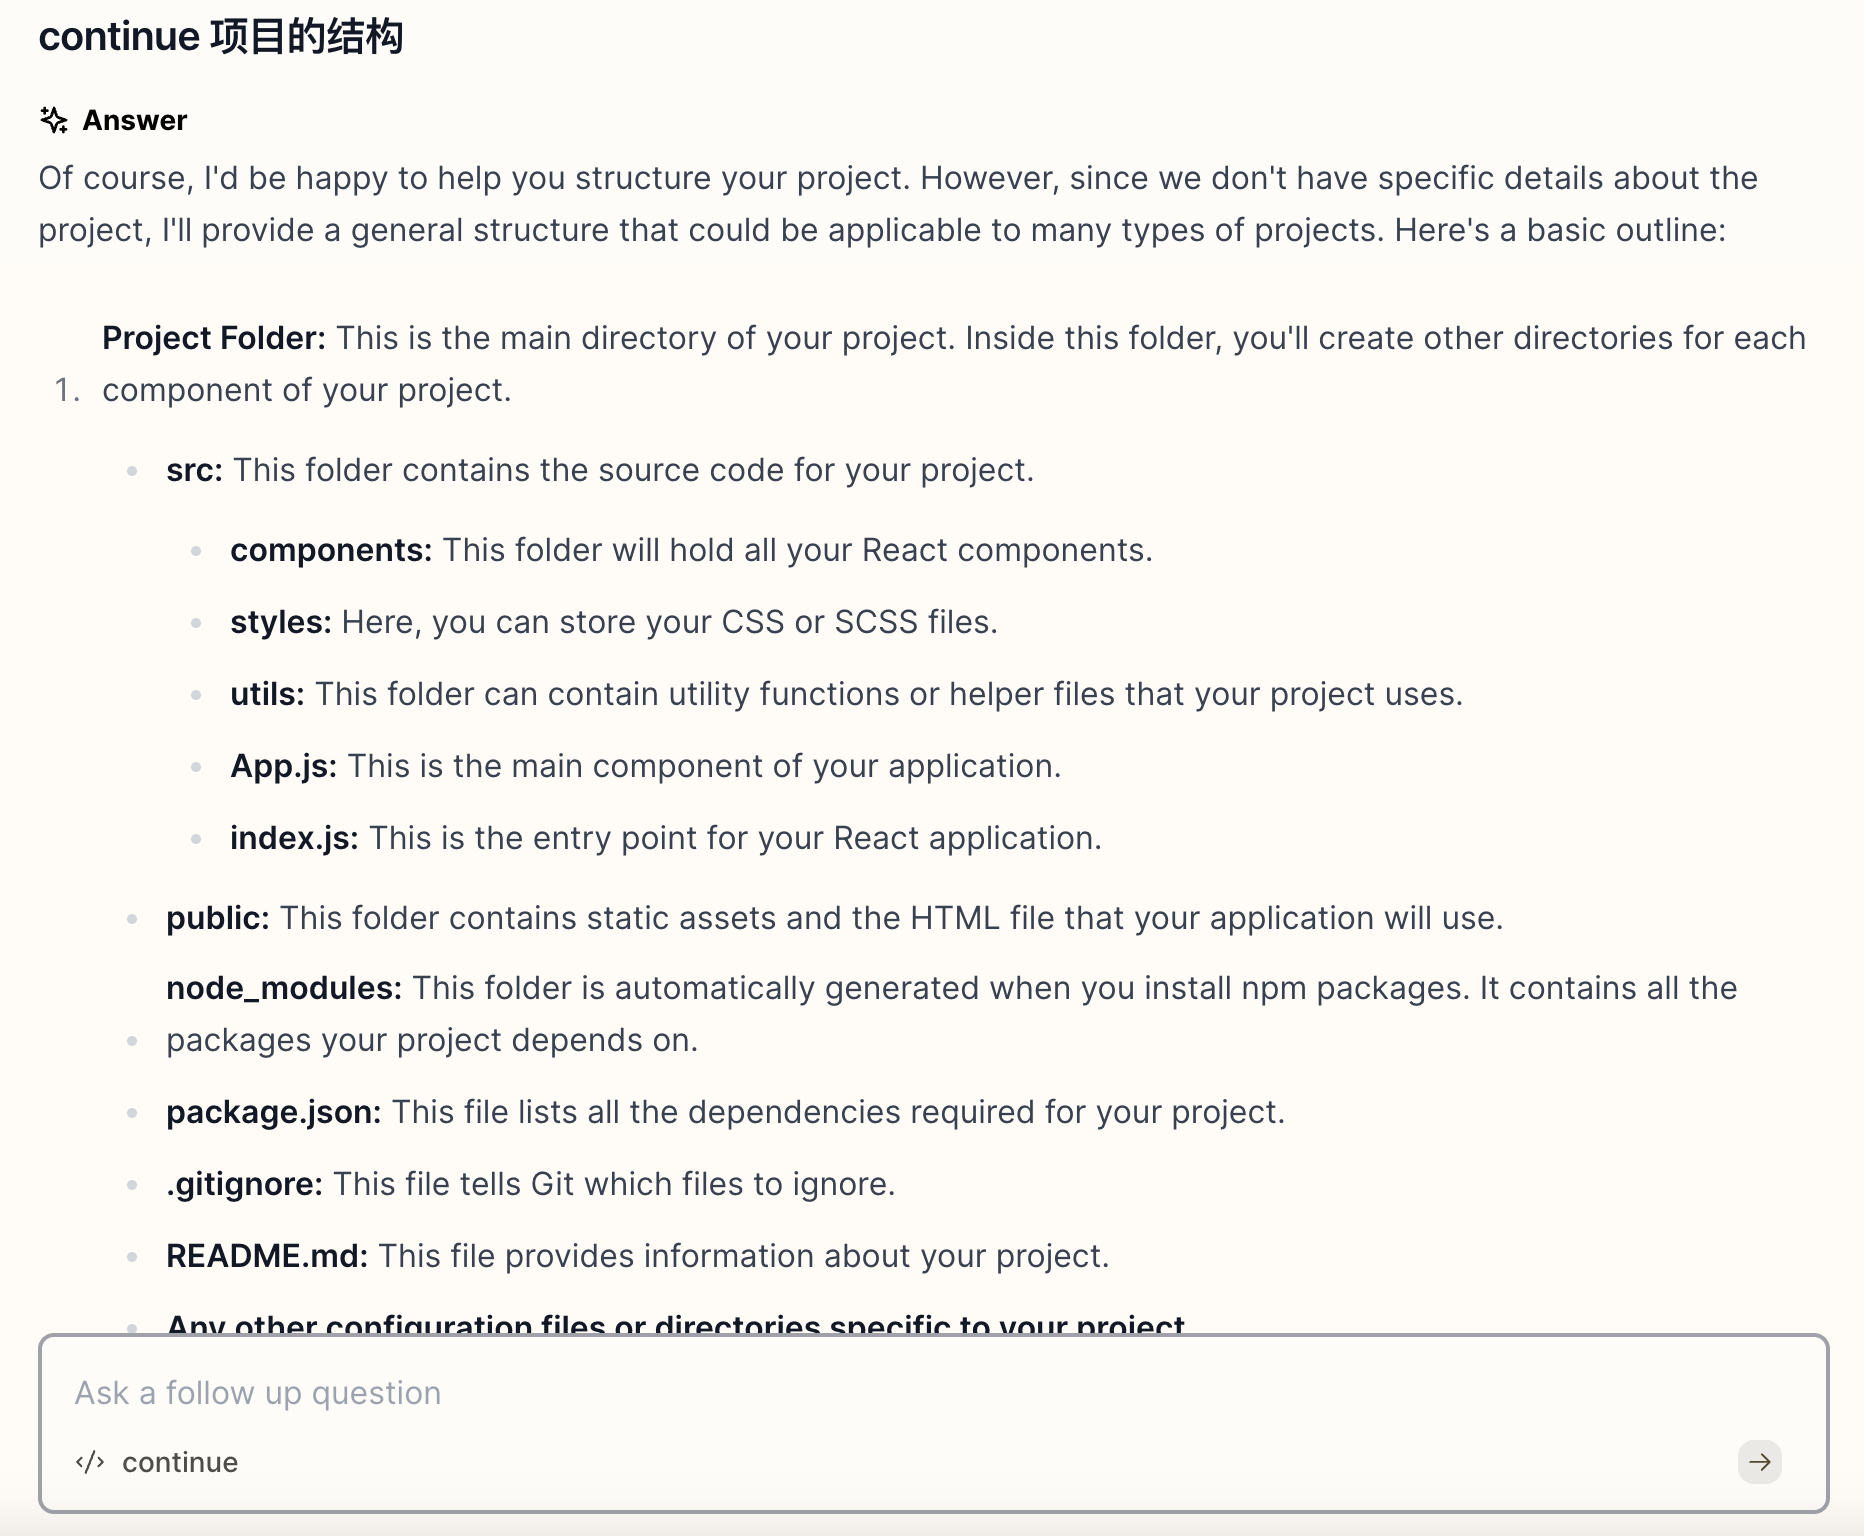 continue 项目的结构
Answer
Of course, I'd be happy to help you structure your project. However, since we don't have specific details about the
project, I'll provide a general structure that could be applicable to many types of projects. Here's a basic outline:
Project Folder: This is the main directory of your project. Inside this folder, you'll create other directories for each
1. component of your project.
src: This folder contains the source code for your project.
components: This folder will hold all your React components.
styles: Here, you can store your CSS or SCSS files.
utils: This folder can contain utility functions or helper files that your project uses.
App.js: This is the main component of your application.
index.js: This is the entry point for your React application.
public: This folder contains static assets and the HTML file that your application will use.
node_modules: This folder is automatically generated when you install npm packages. It contains all the
packages your project depends on.
package.json: This file lists all the dependencies required for your project.
.gitignore: This file tells Git which files to ignore.
README.md: This file provides information about your project.
Any other configuration files or directories specific to your project
Ask a follow up question
</> continue